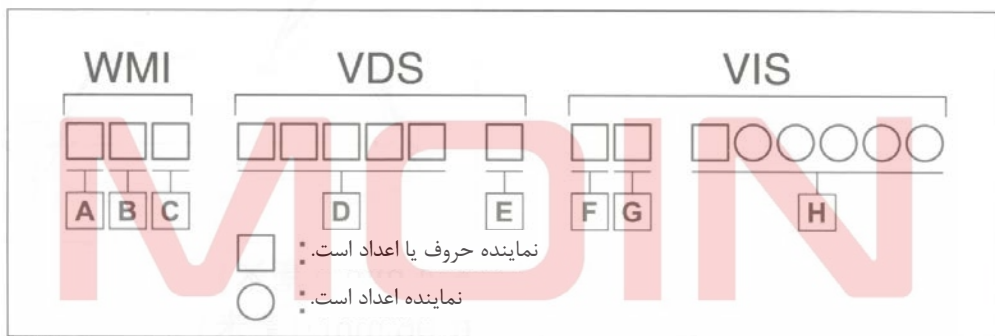 WMI VDS VIS
A B C D E F G H
نماینده حروف یا اعداد است. :
نماینده اعداد است. :
MOIN